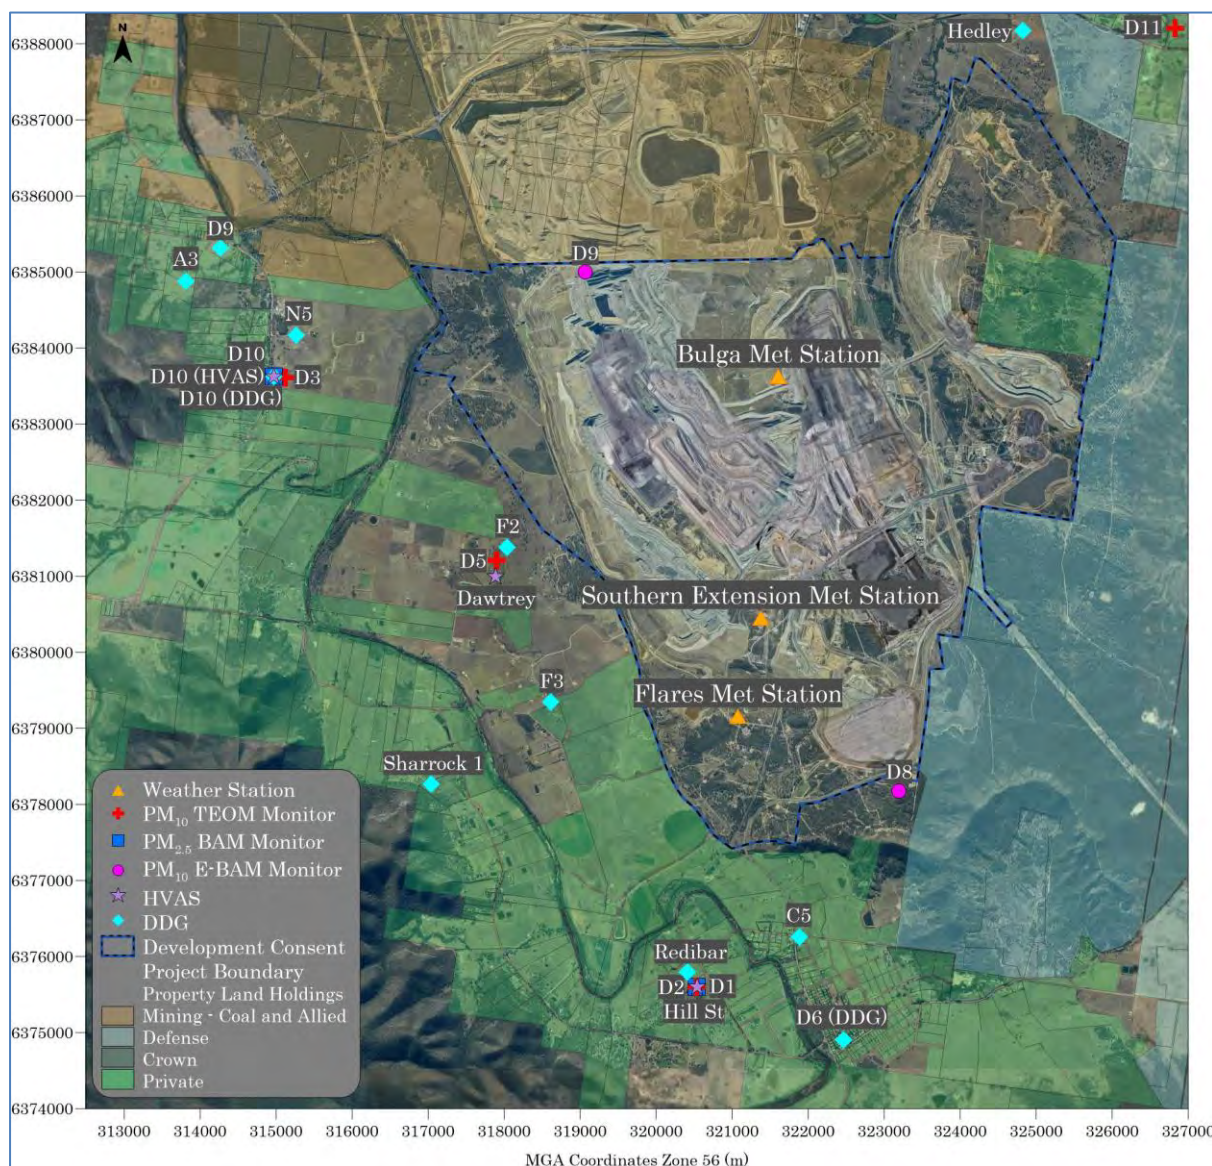 6388000
N
Hedley
D11
6387000
6386000
D9
A3
D9
6385000
N5
6384000
Bulga Met Station
D10
D10 (HVAS)
D3
D10 (DDG)
6383000
6382000
F2
D5
6381000
Dawtrey
Southern Extension Met Station
6380000
F3
Flares Met Station
6379000
Sharrock 1
D8
6378000
Weather Station
PM10 TEOM Monitor
PM2.5 BAM Monitor
PM10 E-BAM Monitor
HVAS
DDG
Development Consent
Project Boundary
Property Land Holdings
Mining - Coal and Allied
Defense
Crown
Private
6377000
C5
6376000
Redibar
D2
D1
Hill St
D6 (DDG)
6375000
6374000
313000 314000 315000 316000 317000 318000 319000 320000 321000 322000 323000 324000 325000 326000 327000
MGA Coordinates Zone 56 (m)